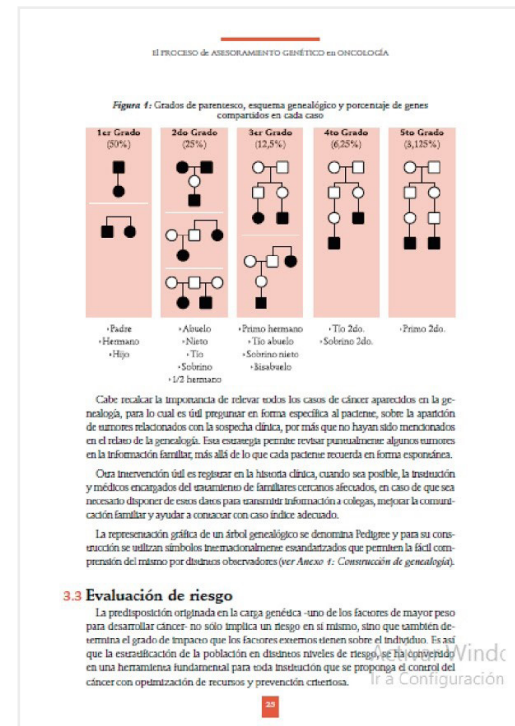 El PROCESO de ASESORAMIENTO GENÉTICO en ONCOLOGÍA
Figura 1: Grados de parentesco, esquema genealógico y porcentaje de genes
compartidos en cada caso
1er Grado
(50%)
2do Grado
(25%)
3er Grado
(12,5%)
4to Grado
(6,25%)
5to Grado
(3,125%)
•Padre
•Hermano
•Hijo
•Abuelo
•Nieto
•Tío
•Sobrino
•1/2 hermano
•Primo hermano
•Tío abuelo
•Sobrino nieto
•Bisabuelo
•Tío 2do.
•Sobrino 2do.
•Primo 2do.
Cabe recalcar la importancia de relevar todos los casos de cáncer aparecidos en la ge-
nealogía, para lo cual es útil preguntar en forma específica al paciente, sobre la aparición
de tumores relacionados con la sospecha clínica, por más que no hayan sido mencionados
en el relato de la genealogía. Esta estrategia permite revisar puntualmente algunos tumores
en la información familiar, más allá de lo que cada paciente recuerda en forma espontánea.
Otra intervención útil es registrar en la historia clínica, cuando sea posible, la institución
y médicos encargados del tratamiento de familiares cercanos afectados, en caso de que sea
necesario disponer de estos datos para transmitir información a colegas, mejorar la comuni-
cación familiar y ayudar a contactar con caso índice adecuado.
La representación gráfica de un árbol genealógico se denomina Pedigree y para su cons-
trucción se utilizan símbolos internacionalmente estandarizados que permiten la fácil com-
prensión del mismo por distintos observadores (ver Anexo 1: Construcción de genealogía).
3.3 Evaluación de riesgo
La predisposición originada en la carga genética -uno de los factores de mayor peso
para desarrollar cáncer- no sólo implica un riesgo en sí mismo, sino que también de-
termina el grado de impacto que los factores externos tienen sobre el individuo. Es así
que la estratificación de la población en distintos niveles de riesgo, se ha convertido
en una herramienta fundamental para toda institución que se proponga el control del
cáncer con optimización de recursos y prevención criteriosa.
Activar Windo
Ir a Configuración
25